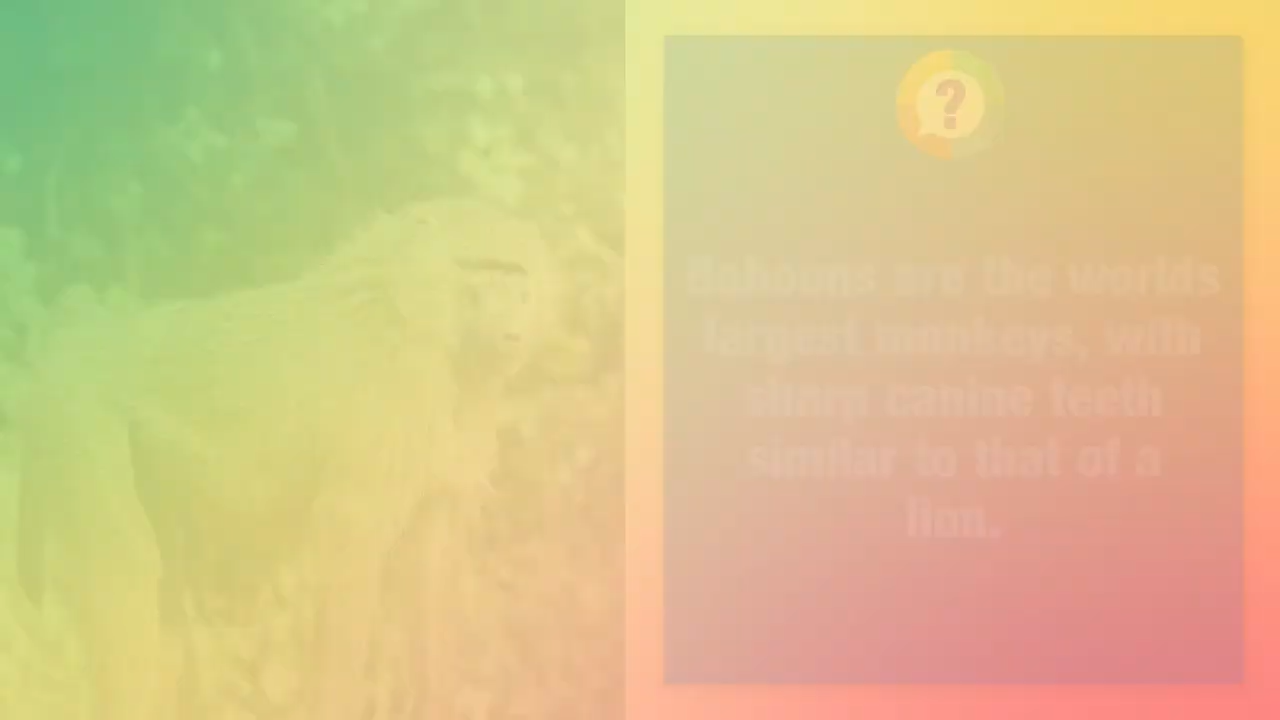 ?
Baboons are the worlds
largest monkeys, with
sharp canine teeth
similar to that of a
lion.